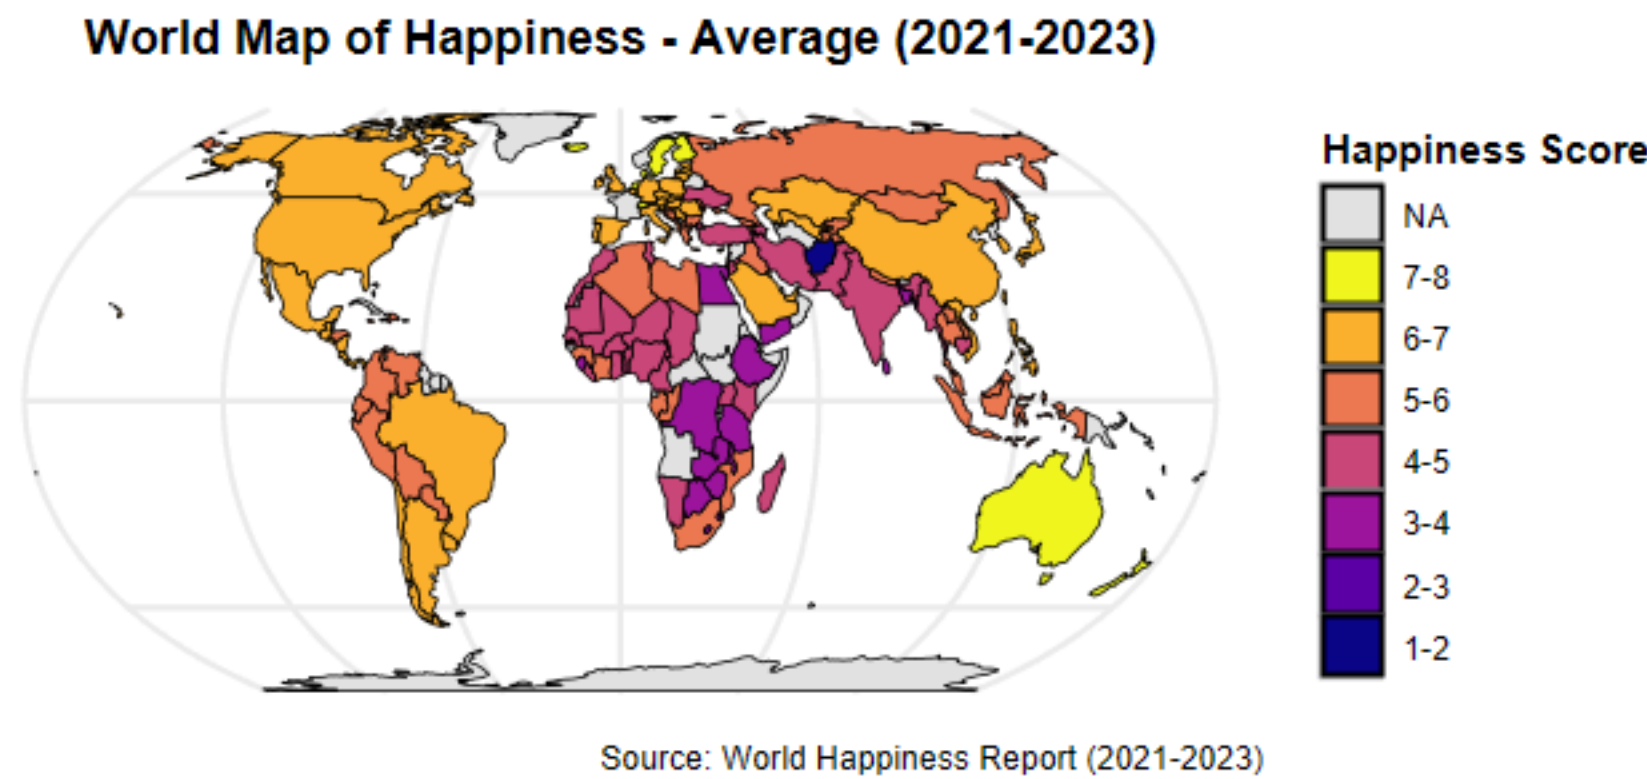 World Map of Happiness - Average (2021-2023)
Happiness Score
NA
7-8
6-7
5-6
4-5
3-4
2-3
1-2
Source: World Happiness Report (2021-2023)